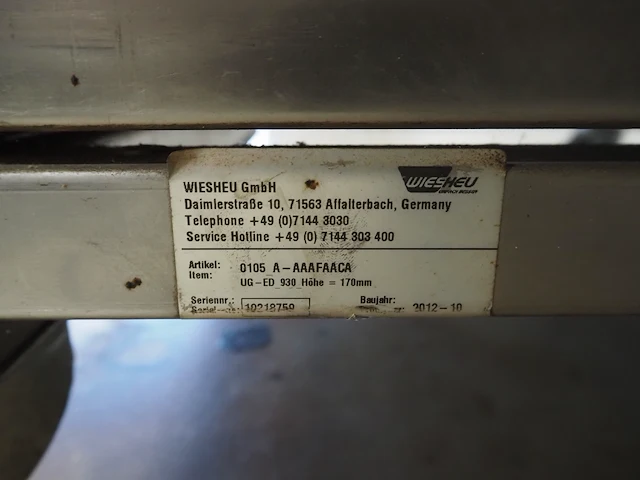 WIESHEU GmbH
WIESHEU
Daimlerstraße 10, 71563 Affalterbach, Germany
Telephone +49 (0)7144 3030
Service Hotline +49 (0) 7144 303 400
Artikel: 0105_A-AAAFAACA
Item: UG-ED_930_Höhe = 170mm
Seriennr.: 10218759 Baujahr: 2012-10